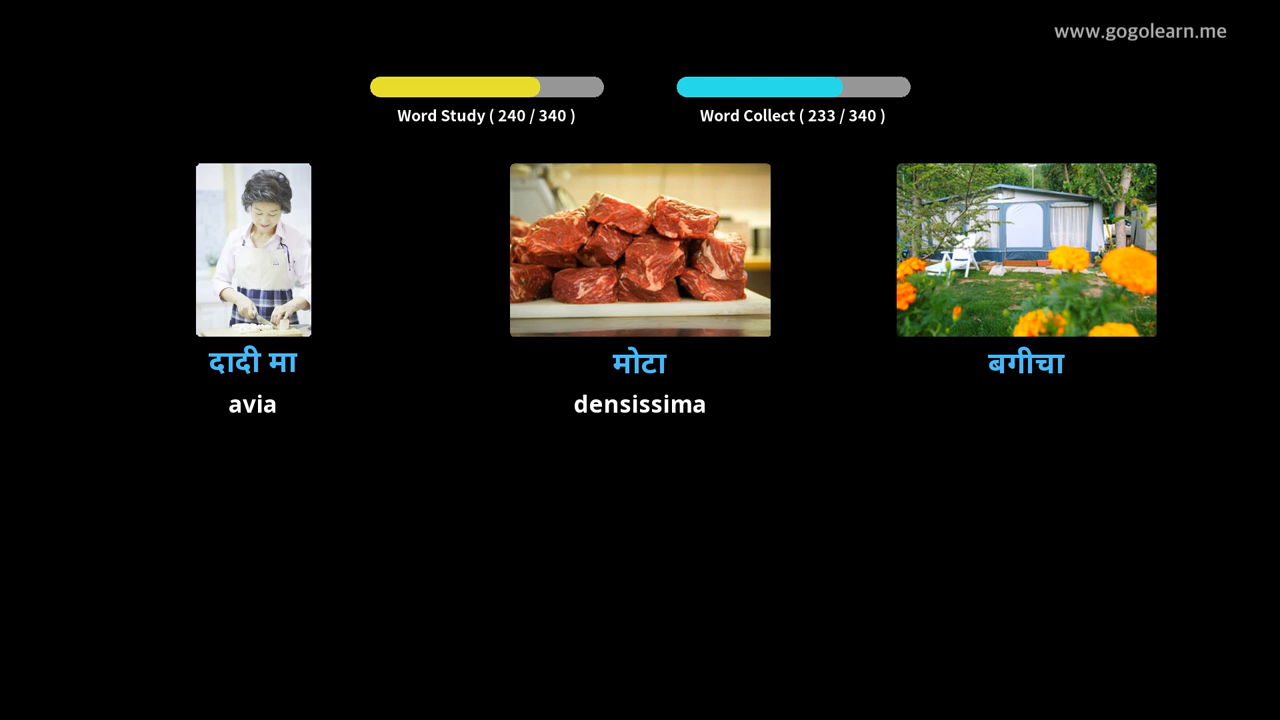 www.gogolearn.me
Word Study ( 240 / 340 )
Word Collect ( 233 / 340 )
दादी मा
मोटा
बगीचा
avia
densissima